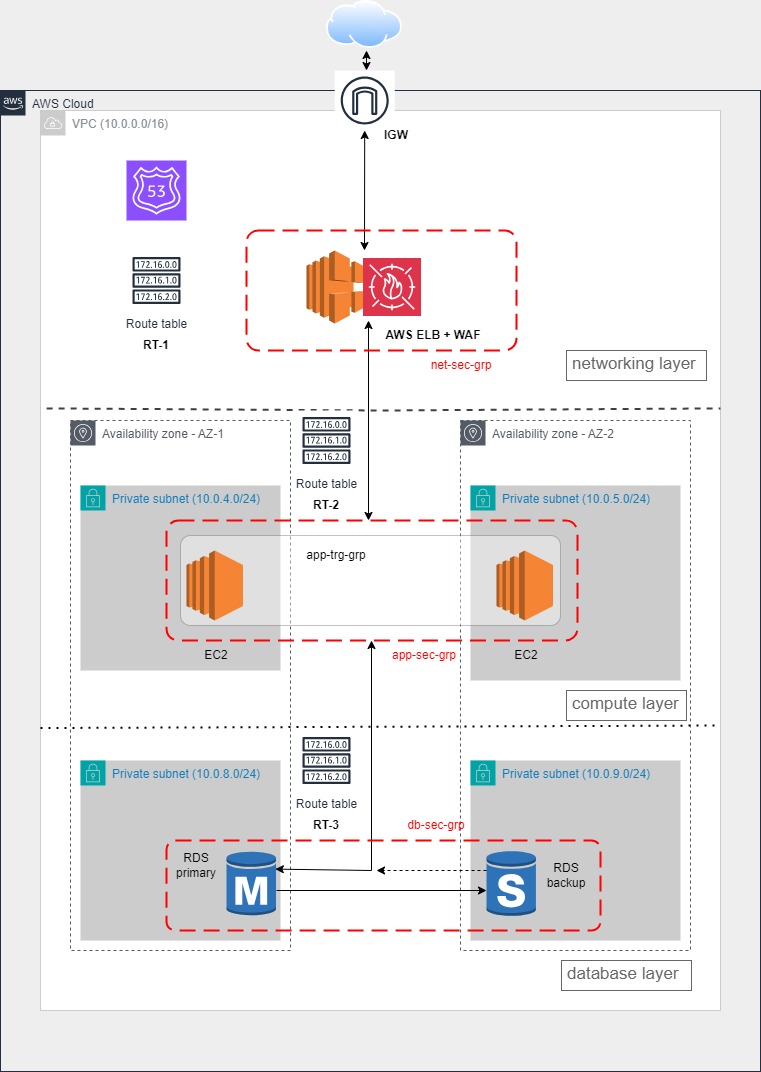 aws
AWS Cloud
VPC (10.0.0.0/16)
IGW
53
172.16.0.0
172.16.1.0
172.16.2.0
Route table
RT-1
AWS ELB + WAF
net-sec-grp
networking layer
Availability zone - AZ-1
172.16.0.0
172.16.1.0
172.16.2.0
Route table
RT-2
Availability zone - AZ-2
Private subnet (10.0.4.0/24)
Private subnet (10.0.5.0/24)
app-trg-grp
EC2
app-sec-grp
EC2
compute layer
172.16.0.0
172.16.1.0
172.16.2.0
Route table
RT-3
Private subnet (10.0.8.0/24)
Private subnet (10.0.9.0/24)
db-sec-grp
RDS
primary
M
S
RDS
backup
database layer